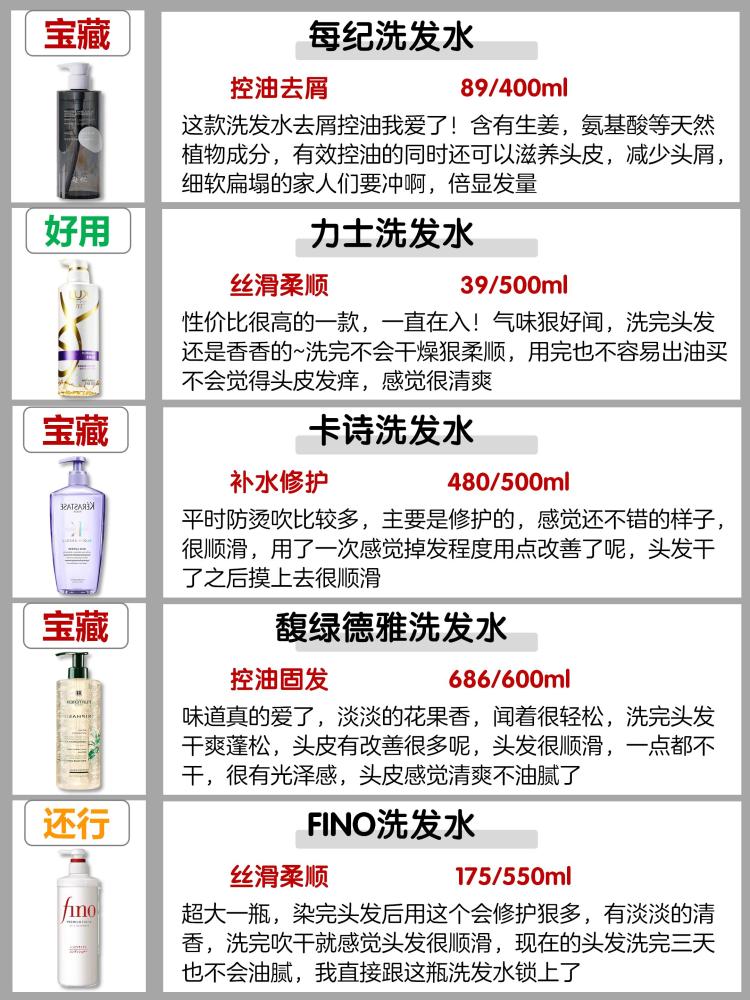 宝藏
每纪洗发水
控油去屑
89/400ml
这款洗发水去屑控油我爱了！含有生姜，氨基酸等天然
植物成分，有效控油的同时还可以滋养头皮，减少头屑，
细软扁塌的家人们要冲啊，倍显发量
好用
力士洗发水
丝滑柔顺
39/500ml
性价比很高的一款，一直在入！气味狠好闻，洗完头发
还是香香的~洗完不会干燥狠柔顺，用完也不容易出油买
不会觉得头皮发痒，感觉很清爽
宝藏
卡诗洗发水
补水修护
480/500ml
KÉRASTASE
平时防烫吹比较多，主要是修护的，感觉还不错的样子，
很顺滑，用了一次感觉掉发程度用点改善了呢，头发干
了之后摸上去很顺滑
宝藏
馥绿德雅洗发水
控油固发
686/600ml
味道真的爱了，淡淡的花果香，闻着很轻松，洗完头发
干爽蓬松，头皮有改善很多呢，头发很顺滑，一点都不
干，很有光泽感，头皮感觉清爽不油腻了
还行
FINO洗发水
丝滑柔顺
175/550ml
fino
超大一瓶，染完头发后用这个会修护狠多，有淡淡的清
香，洗完吹干就感觉头发很顺滑，现在的头发洗完三天
也不会油腻，我直接跟这瓶洗发水锁上了